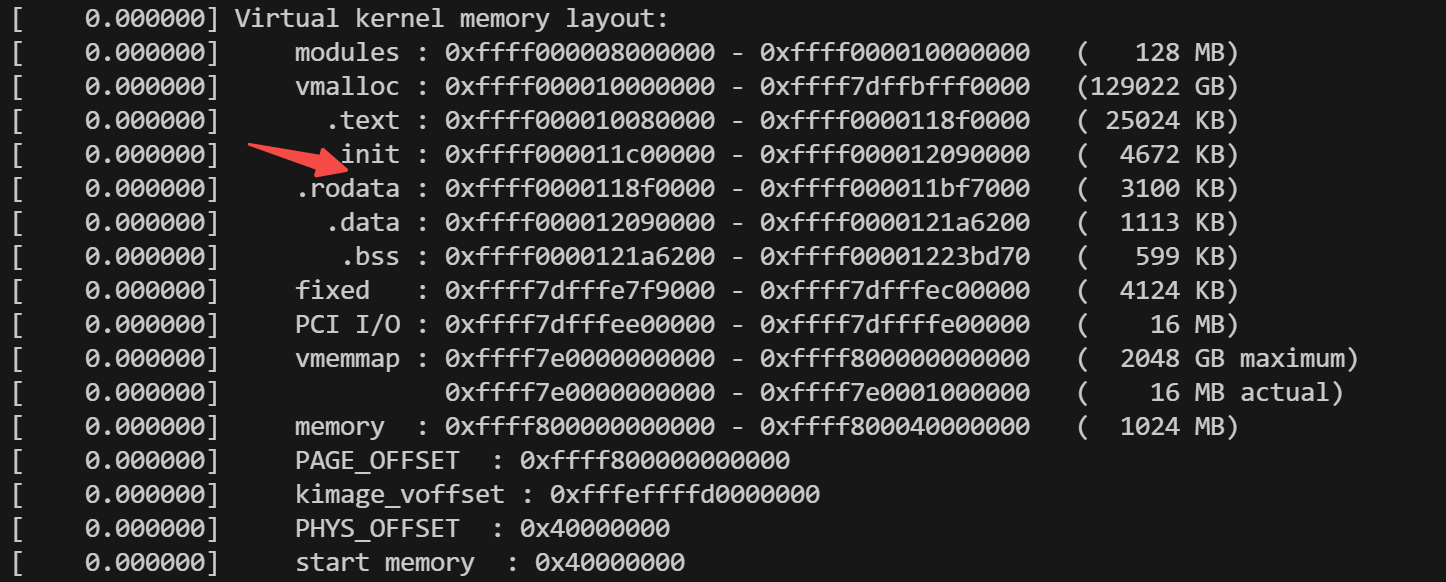 [    0.000000] Virtual kernel memory layout:
[    0.000000]     modules : 0xffff000008000000 - 0xffff000010000000   (   128 MB)
[    0.000000]     vmalloc : 0xffff000010000000 - 0xffff7dffbfff0000   (129022 GB)
[    0.000000]       .text : 0xffff000010080000 - 0xffff0000118f0000   ( 25024 KB)
[    0.000000]       .init : 0xffff000011c00000 - 0xffff000012090000   (  4672 KB)
[    0.000000]     .rodata : 0xffff0000118f0000 - 0xffff000011bf7000   (  3100 KB)
[    0.000000]       .data : 0xffff000012090000 - 0xffff0000121a6200   (  1113 KB)
[    0.000000]        .bss : 0xffff0000121a6200 - 0xffff00001223bd70   (   599 KB)
[    0.000000]     fixed   : 0xffff7dfffe7f9000 - 0xffff7dfffec00000   (  4124 KB)
[    0.000000]     PCI I/O : 0xffff7dfffee00000 - 0xffff7dffffe00000   (    16 MB)
[    0.000000]     vmemmap : 0xffff7e0000000000 - 0xffff800000000000   (  2048 GB maximum)
[    0.000000]               0xffff7e0000000000 - 0xffff7e0001000000   (    16 MB actual)
[    0.000000]     memory  : 0xffff800000000000 - 0xffff800040000000   (  1024 MB)
[    0.000000]     PAGE_OFFSET  : 0xffff800000000000
[    0.000000]     kimage_voffset : 0xfffeffffd0000000
[    0.000000]     PHYS_OFFSET  : 0x40000000
[    0.000000]     start memory  : 0x40000000